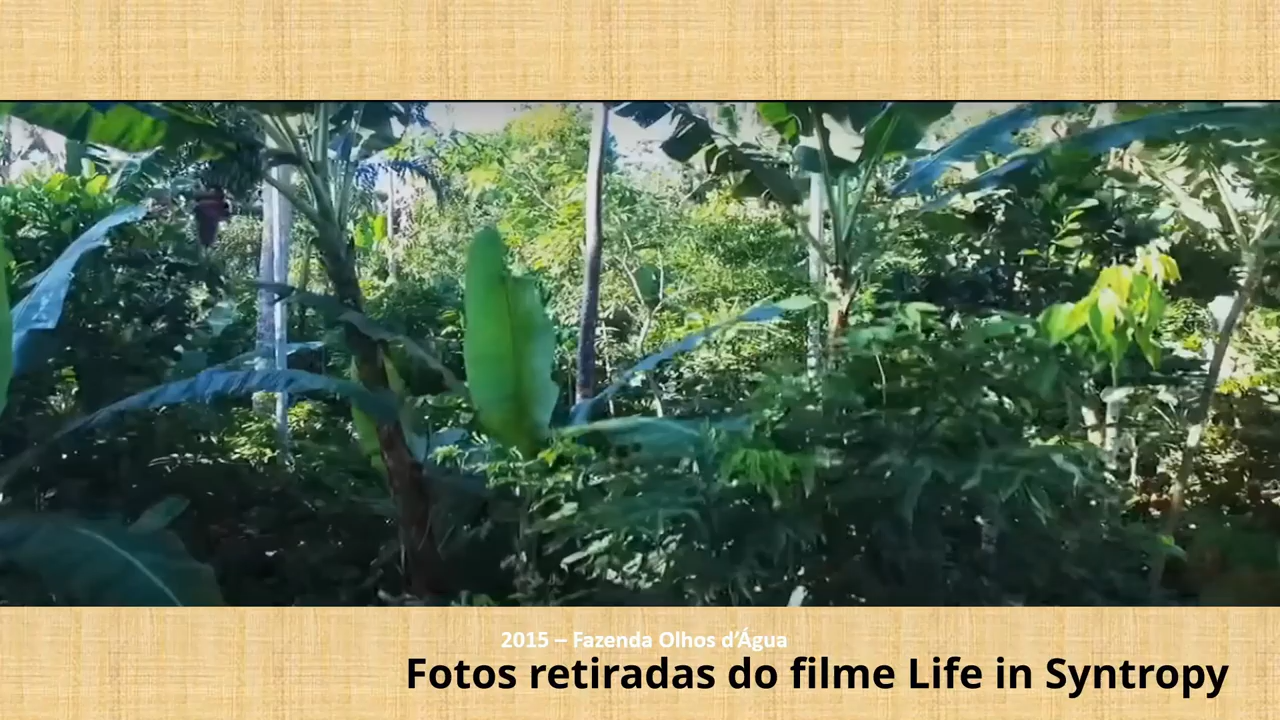 2015 – Fazenda Olhos d’Água
Fotos retiradas do filme Life in Syntropy